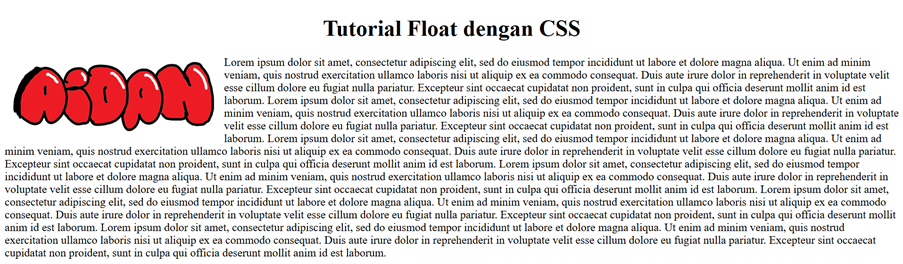 Tutorial Float dengan CSS
AiDAN
Lorem ipsum dolor sit amet, consectetur adipiscing elit, sed do eiusmod tempor incididunt ut labore et dolore magna aliqua. Ut enim ad minim
veniam, quis nostrud exercitation ullamco laboris nisi ut aliquip ex ea commodo consequat. Duis aute irure dolor in reprehenderit in voluptate velit
esse cillum dolore eu fugiat nulla pariatur. Excepteur sint occaecat cupidatat non proident, sunt in culpa qui officia deserunt mollit anim id est
laborum. Lorem ipsum dolor sit amet, consectetur adipiscing elit, sed do eiusmod tempor incididunt ut labore et dolore magna aliqua. Ut enim ad
minim veniam, quis nostrud exercitation ullamco laboris nisi ut aliquip ex ea commodo consequat. Duis aute irure dolor in reprehenderit in voluptate
velit esse cillum dolore eu fugiat nulla pariatur. Excepteur sint occaecat cupidatat non proident, sunt in culpa qui officia deserunt mollit anim id est
laborum. Lorem ipsum dolor sit amet, consectetur adipiscing elit, sed do eiusmod tempor incididunt ut labore et dolore magna aliqua. Ut enim ad
minim veniam, quis nostrud exercitation ullamco laboris nisi ut aliquip ex ea commodo consequat. Duis aute irure dolor in reprehenderit in voluptate velit esse cillum dolore eu fugiat nulla pariatur.
Excepteur sint occaecat cupidatat non proident, sunt in culpa qui officia deserunt mollit anim id est laborum. Lorem ipsum dolor sit amet, consectetur adipiscing elit, sed do eiusmod tempor
incididunt ut labore et dolore magna aliqua. Ut enim ad minim veniam, quis nostrud exercitation ullamco laboris nisi ut aliquip ex ea commodo consequat. Duis aute irure dolor in reprehenderit in
voluptate velit esse cillum dolore eu fugiat nulla pariatur. Excepteur sint occaecat cupidatat non proident, sunt in culpa qui officia deserunt mollit anim id est laborum. Lorem ipsum dolor sit amet,
consectetur adipiscing elit, sed do eiusmod tempor incididunt ut labore et dolore magna aliqua. Ut enim ad minim veniam, quis nostrud exercitation ullamco laboris nisi ut aliquip ex ea commodo
consequat. Duis aute irure dolor in reprehenderit in voluptate velit esse cillum dolore eu fugiat nulla pariatur. Excepteur sint occaecat cupidatat non proident, sunt in culpa qui officia deserunt mollit
anim id est laborum. Lorem ipsum dolor sit amet, consectetur adipiscing elit, sed do eiusmod tempor incididunt ut labore et dolore magna aliqua. Ut enim ad minim veniam, quis nostrud
exercitation ullamco laboris nisi ut aliquip ex ea commodo consequat. Duis aute irure dolor in reprehenderit in voluptate velit esse cillum dolore eu fugiat nulla pariatur. Excepteur sint occaecat
cupidatat non proident, sunt in culpa qui officia deserunt mollit anim id est laborum.